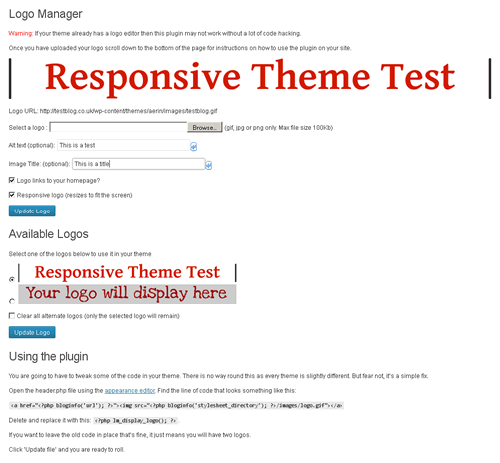 Logo Manager
Warning: If your theme already has a logo editor then this plugin may not work without a lot of code hacking.
Once you have uploaded your logo scroll down to the bottom of the page for instructions on how to use the plugin on your site.
Responsive Theme Test
Logo URL: http://testblog.co.uk/wp-content/themes/aerin/images/testblog.gif
Select a logo : Browse... (gif, jpg or png only. Max file size 100Kb)
Alt text (optional): This is a test
Image Title: (optional): This is a title
Logo links to your homepage?
Responsive logo (resizes to fit the screen)
Update Logo
Available Logos
Select one of the logos below to use it in your theme
Responsive Theme Test
Your logo will display here
Clear all alternate logos (only the selected logo will remain)
Update Logo
Using the plugin
You are going to have to tweak some of the code in your theme. There is no way round this as every theme is slightly different. But fear not, it's a simple fix.
Open the header.php file using the appearance editor. Find the line of code that looks something like this:
<a href="<?php bloginfo('url'); ?>"><img src="<?php bloginfo('stylesheet_directory'); ?>/images/logo.gif"></a>
Delete and replace it with this: <?php lm_display_logo(); ?>
If you want to leave the old code in place that's fine, it just means you will have two logos.
Click 'Update file' and you are ready to roll.